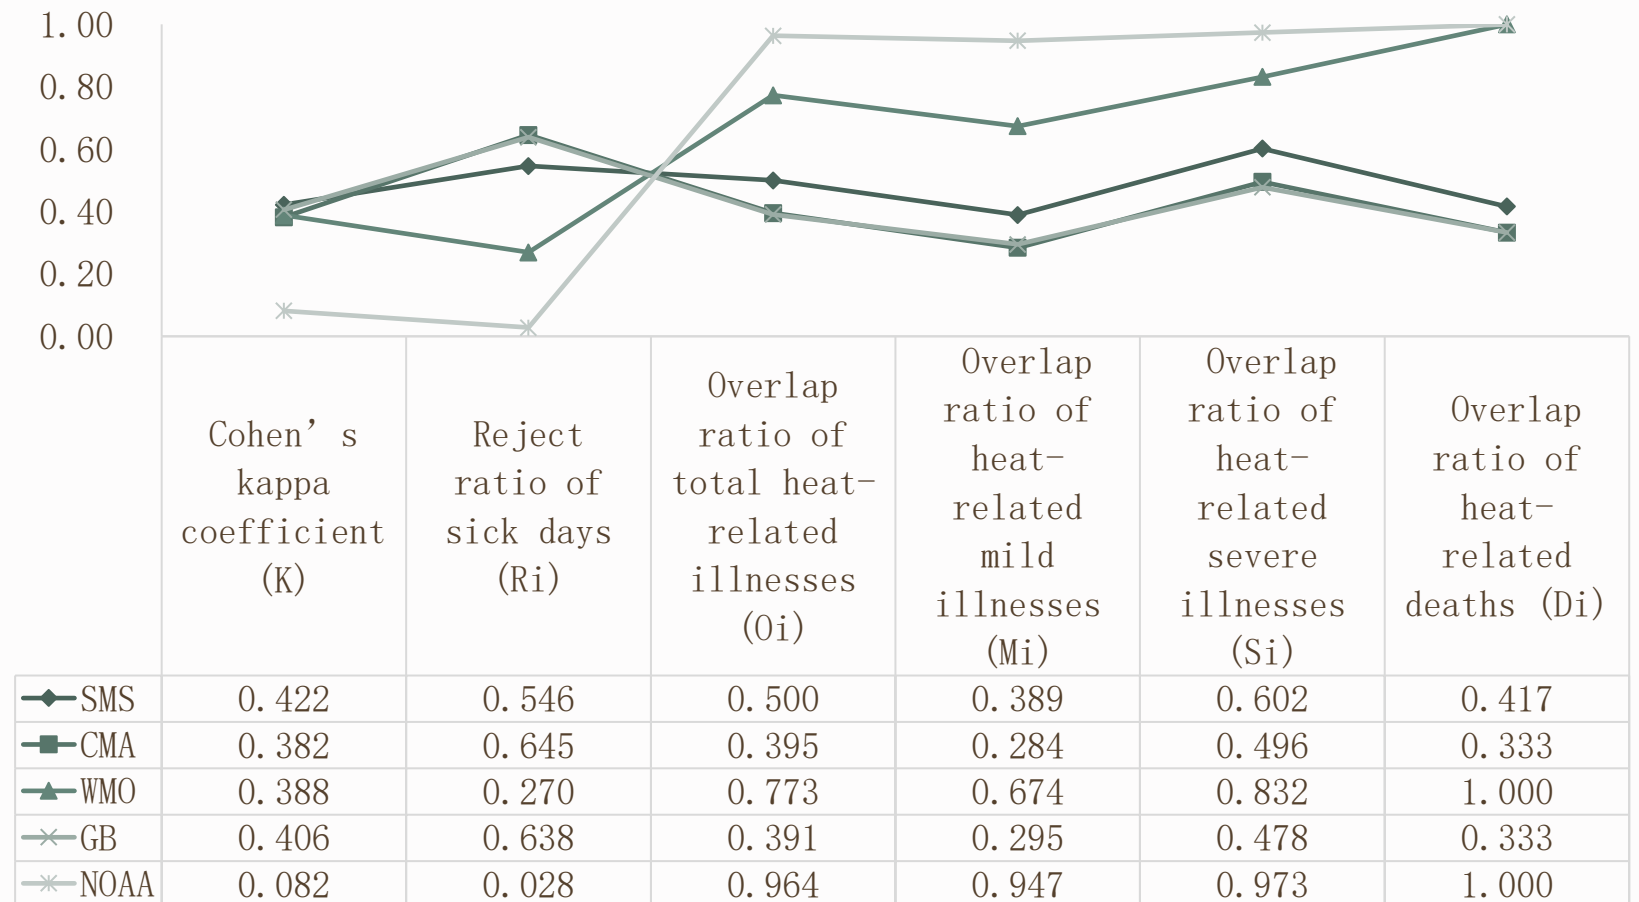 1.00
0.80
0.60
0.40
0.20
0.00
Cohen’s
kappa
coefficient
(K)
Reject
ratio of
sick days
(Ri)
Overlap
ratio of
total heat-
related
illnesses
(Oi)
Overlap
ratio of
heat-
related
mild
illnesses
(Mi)
Overlap
ratio of
heat-
related
severe
illnesses
(Si)
Overlap
ratio of
heat-
related
deaths (Di)
SMS 0.422 0.546 0.500 0.389 0.602 0.417
CMA 0.382 0.645 0.395 0.284 0.496 0.333
WMO 0.388 0.270 0.773 0.674 0.832 1.000
GB 0.406 0.638 0.391 0.295 0.478 0.333
NOAA 0.082 0.028 0.964 0.947 0.973 1.000